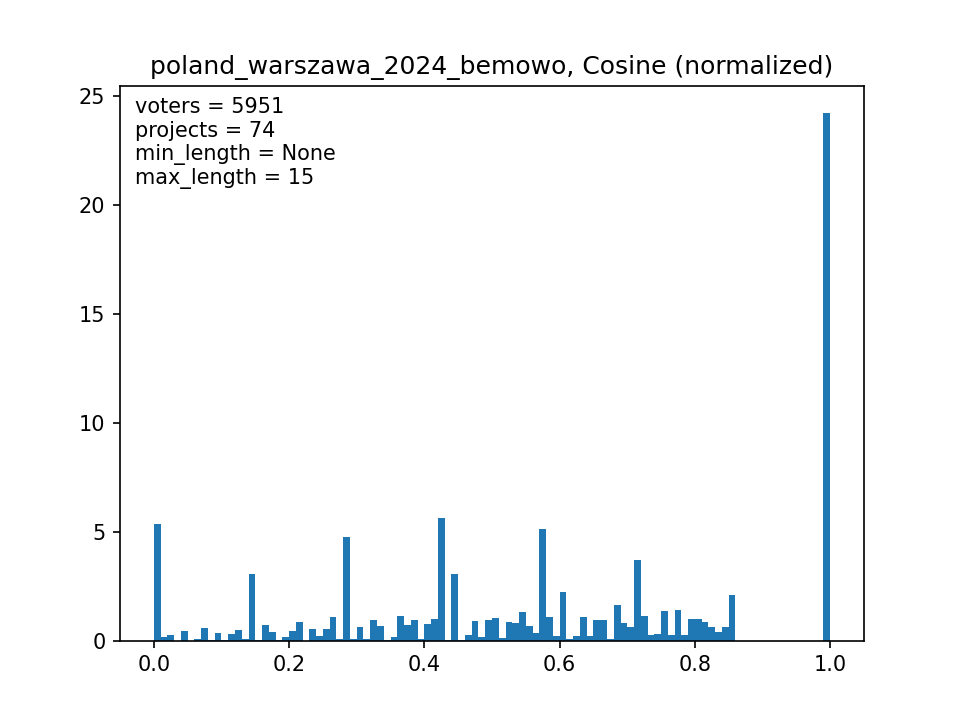 poland_warszawa_2024_bemowo, Cosine (normalized)
25
voters = 5951
projects = 74
min_length = None
max_length = 15
20
15
10
5
0
0.0 0.2 0.4 0.6 0.8 1.0